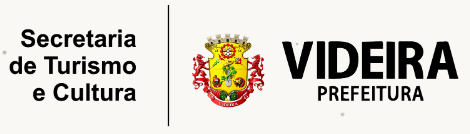 Secretaria
de Turismo
e Cultura
VIDEIRA
PREFEITURA